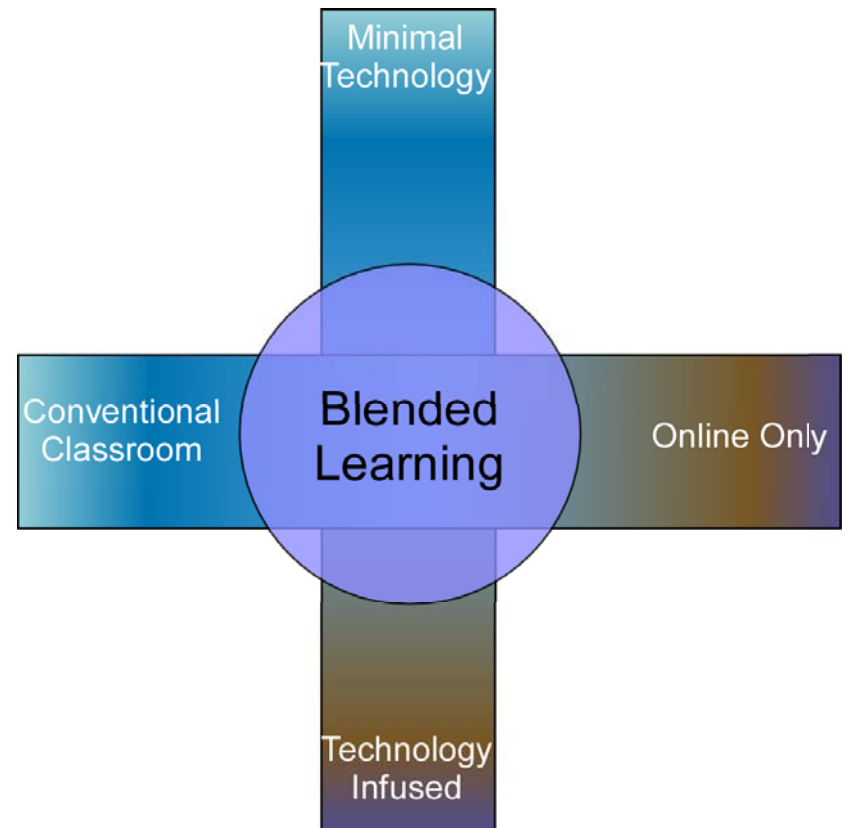 Minimal
Technology
Conventional
Classroom
Blended
Learning
Online Only
Technology
Infused